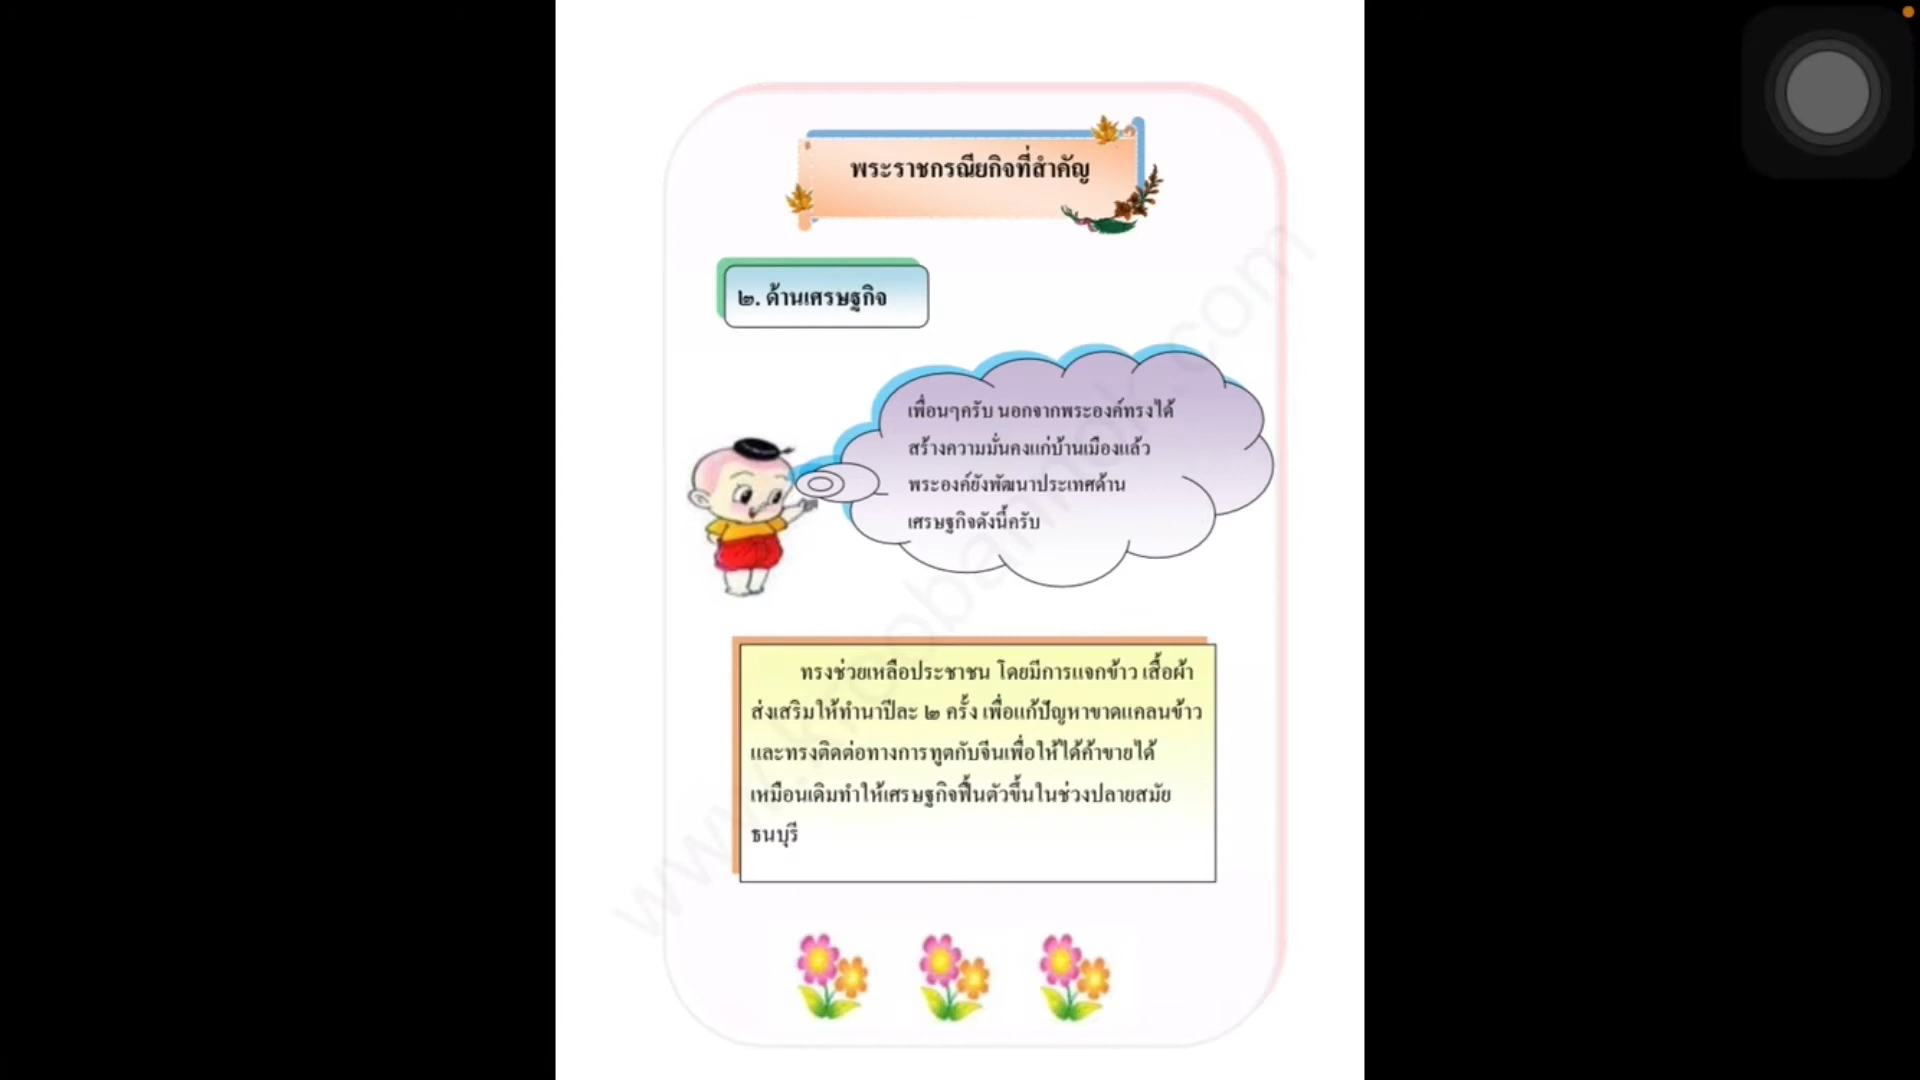 พระราชกรณียกิจที่สำคัญ
๒. ด้านเศรษฐกิจ
เพื่อนๆครับ นอกจากพระองค์ทรงได้
สร้างความมั่นคงแก่บ้านเมืองแล้ว
พระองค์ยังพัฒนาประเทศด้าน
เศรษฐกิจดังนี้ครับ
ทรงช่วยเหลือประชาชน โดยมีการแจกข้าว เสื้อผ้า
ส่งเสริมให้ทำนาปีละ ๒ ครั้ง เพื่อแก้ปัญหาขาดแคลนข้าว
และทรงติดต่อทางการทูตกับจีนเพื่อให้ได้ค้าขายได้
เหมือนเดิมทำให้เศรษฐกิจฟื้นตัวขึ้นในช่วงปลายสมัย
ธนบุรี